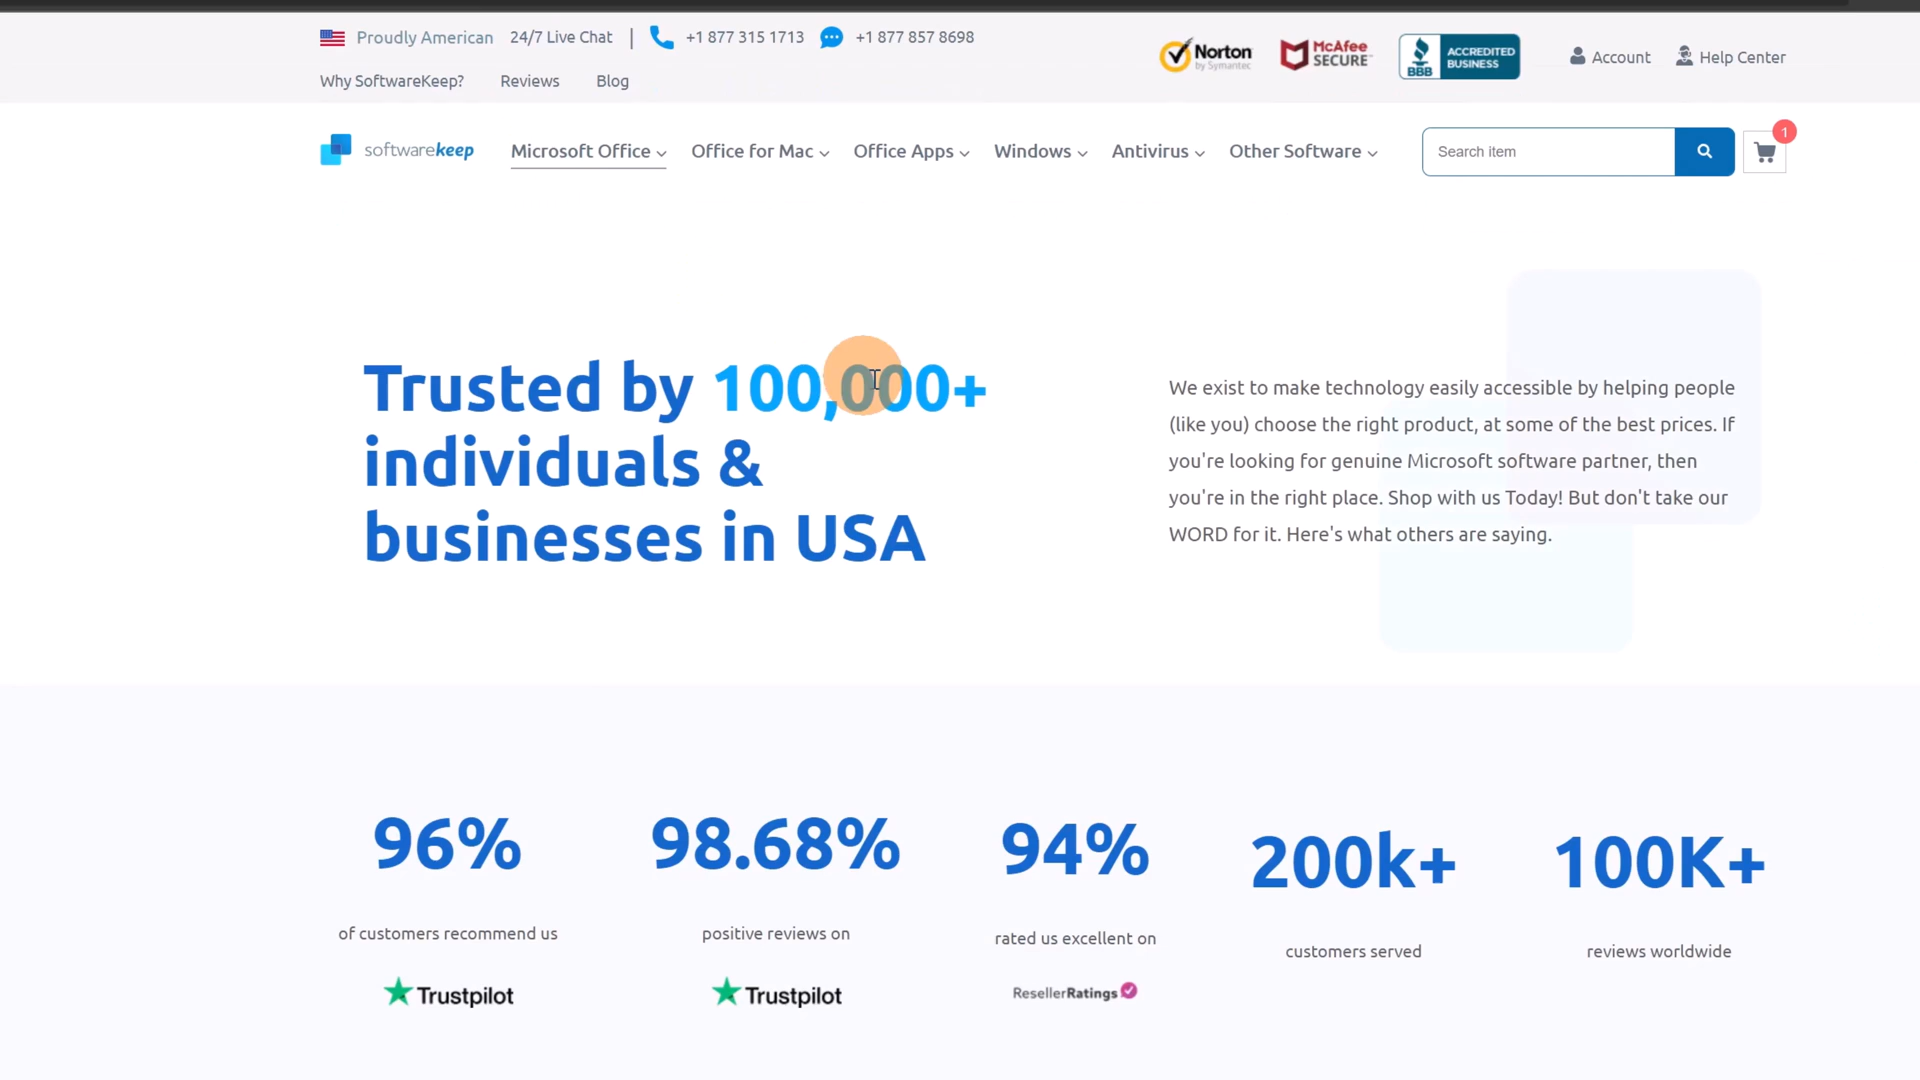 Proudly American 24/7 Live Chat | +1 877 315 1713 +1 877 857 8698
Why SoftwareKeep? Reviews Blog
Norton
by Symantec
McAfee
SECURE
BBB
ACCREDITED
BUSINESS
Account Help Center
softwarekeep Microsoft Office Office for Mac Office Apps Windows Antivirus Other Software Search item 1
Trusted by 100,000+
individuals &
businesses in USA
We exist to make technology easily accessible by helping people
(like you) choose the right product, at some of the best prices. If
you're looking for genuine Microsoft software partner, then
you're in the right place. Shop with us Today! But don't take our
WORD for it. Here's what others are saying.
96%
of customers recommend us
Trustpilot
98.68%
positive reviews on
Trustpilot
94%
rated us excellent on
ResellerRatings
200k+
customers served
100K+
reviews worldwide